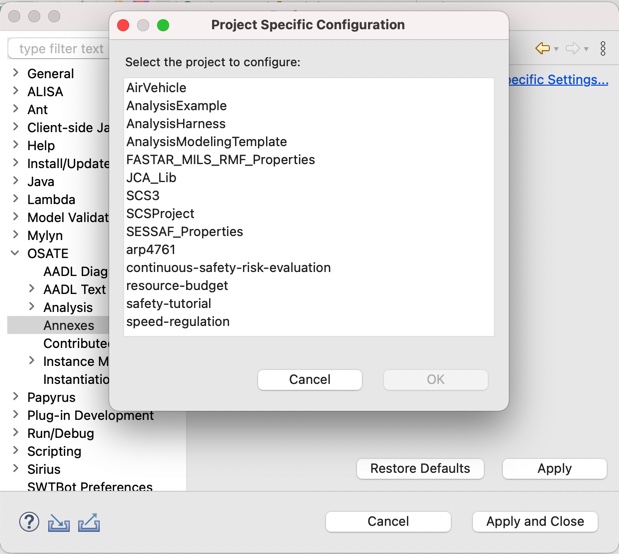 Project Specific Configuration
type filter text
Select the project to configure:
ecific Settings...
AirVehicle
AnalysisExample
AnalysisHarness
AnalysisModelingTemplate
FASTAR_MILS_RMF_Properties
JCA_Lib
SCS3
SCSProject
SESSAF_Properties
arp4761
continuous-safety-risk-evaluation
resource-budget
safety-tutorial
speed-regulation
Cancel
OK
General
ALISA
Ant
Client-side Ja
Help
Install/Update
Java
Lambda
Model Validat
Mylyn
OSATE
AADL Diag
AADL Text
Analysis
Annexes
Contribute
Instance M
Instantiatio
Papyrus
Plug-in Development
Run/Debug
Scripting
Sirius
SWTBot Preferences
Restore Defaults
Apply
?
Cancel
Apply and Close